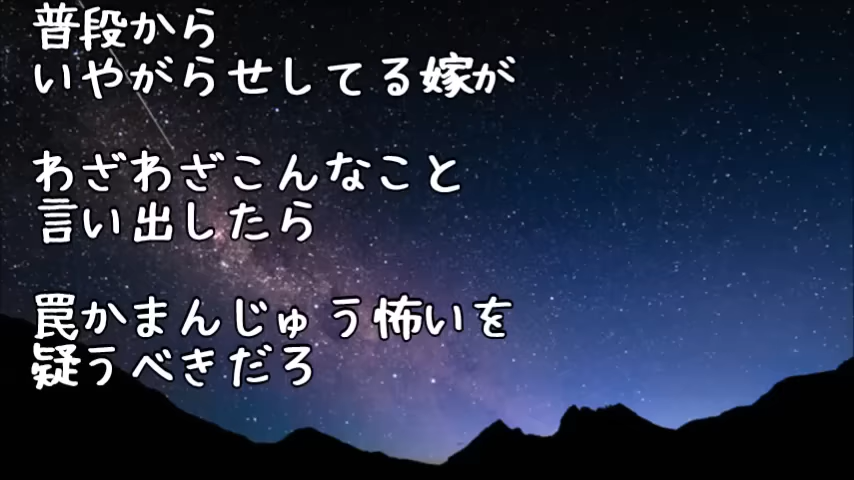 普段から
いやがらせしてる嫁が
わざわざこんなこと
言い出したら
罠かまんじゅう怖いを
疑うべきだろ